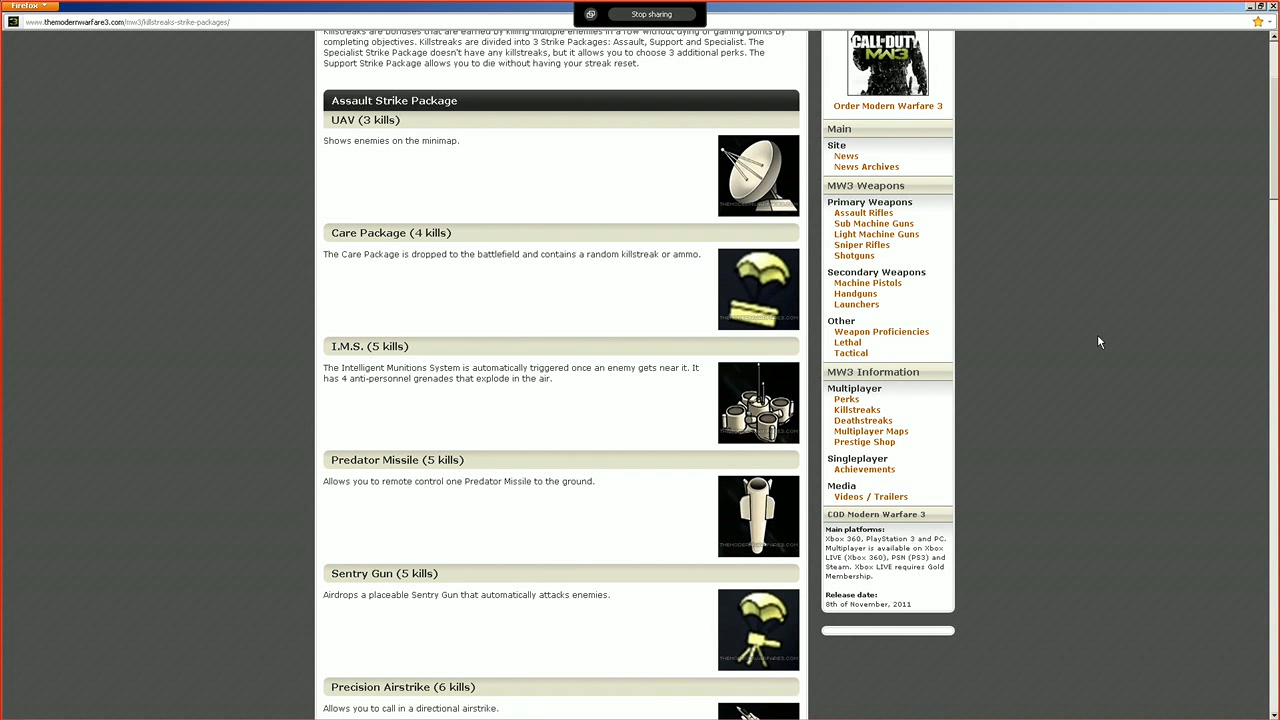 Firefox
Stop sharing
www.themodernwarfare3.com/mw3/killstreaks-strike-packages/
Killstreaks are bonuses that are earned by killing multiple enemies in a row without dying or gaining points by
completing objectives. Killstreaks are divided into 3 Strike Packages: Assault, Support and Specialist. The
Specialist Strike Package doesn't have any killstreaks, but it allows you to choose 3 additional perks. The
Support Strike Package allows you to die without having your streak reset.
Assault Strike Package
UAV (3 kills)
Shows enemies on the minimap.
THEMODERNWARFARE3.COM
Care Package (4 kills)
The Care Package is dropped to the battlefield and contains a random killstreak or ammo.
THEMODERNWARFARE3.COM
I.M.S. (5 kills)
The Intelligent Munitions System is automatically triggered once an enemy gets near it. It
has 4 anti-personnel grenades that explode in the air.
THEMODERNWARFARE3.COM
Predator Missile (5 kills)
Allows you to remote control one Predator Missile to the ground.
THEMODERNWARFARE3.COM
Sentry Gun (5 kills)
Airdrops a placeable Sentry Gun that automatically attacks enemies.
THEMODERNWARFARE3.COM
Precision Airstrike (6 kills)
Allows you to call in a directional airstrike.
CALL OF DUTY
MW3
Order Modern Warfare 3
Main
Site
News
News Archives
MW3 Weapons
Primary Weapons
Assault Rifles
Sub Machine Guns
Light Machine Guns
Sniper Rifles
Shotguns
Secondary Weapons
Machine Pistols
Handguns
Launchers
Other
Weapon Proficiencies
Lethal
Tactical
MW3 Information
Multiplayer
Perks
Killstreaks
Deathstreaks
Multiplayer Maps
Prestige Shop
Singleplayer
Achievements
Media
Videos / Trailers
COD Modern Warfare 3
Main platforms:
Xbox 360, PlayStation 3 and PC.
Multiplayer is available on Xbox
LIVE (Xbox 360), PSN (PS3) and
Steam. Xbox LIVE requires Gold
Membership.
Release date:
8th of November, 2011